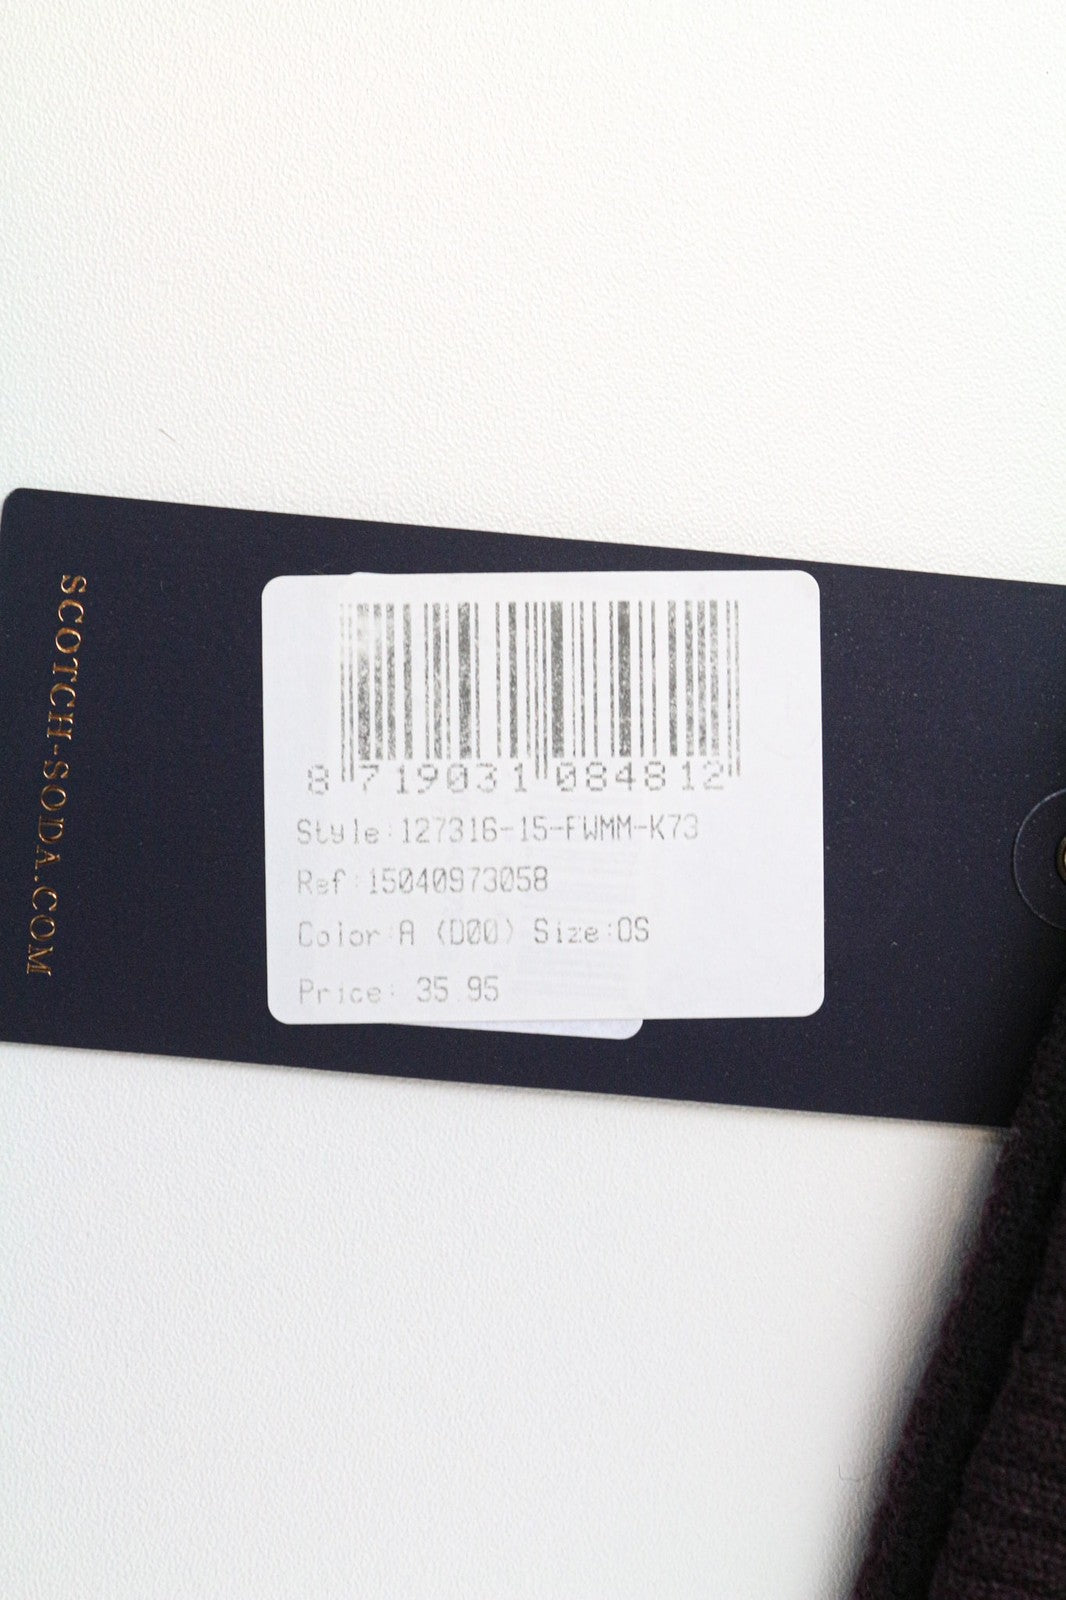 SCOTCH-SODA.COM
8 719031 084812
Style:127316-15-FWMM-K73
Ref:15040973058
Color:A (D00) Size:OS
Price: 35.95